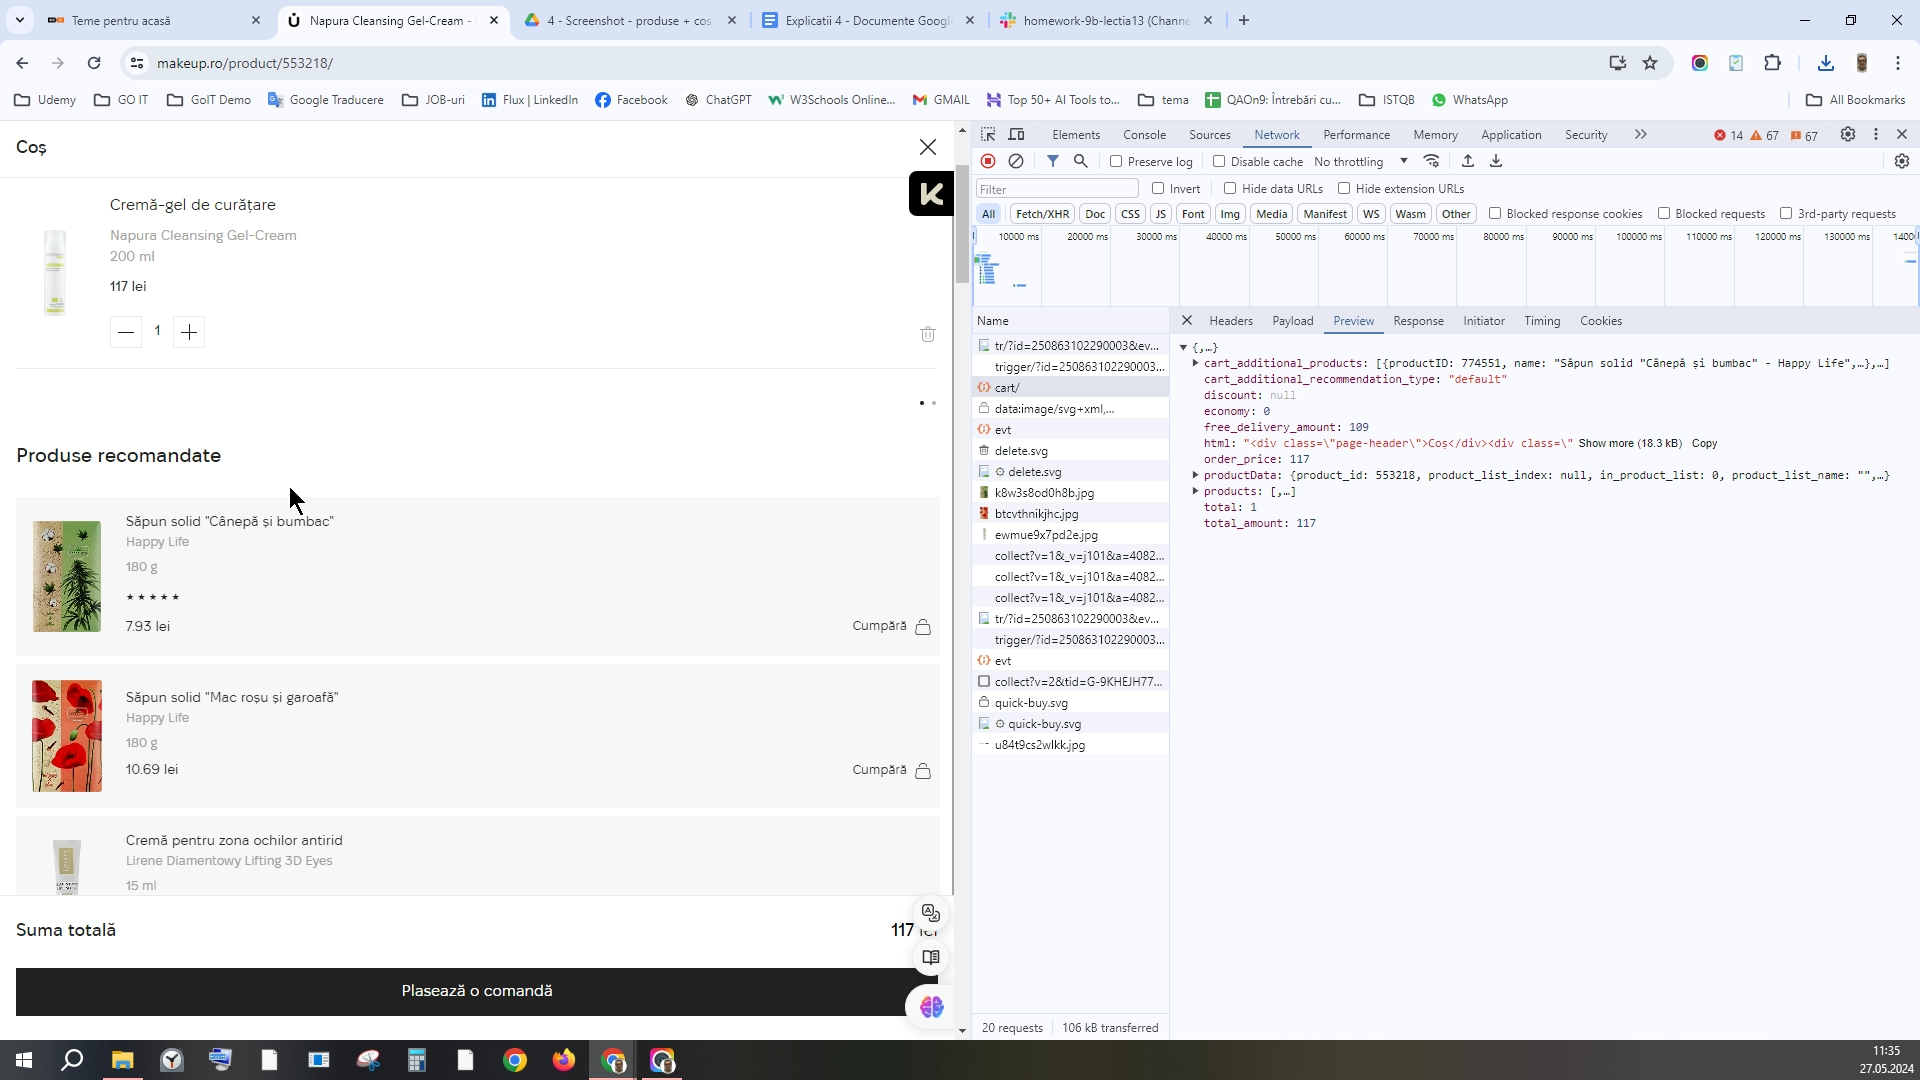 Teme pentru acasă
Napura Cleansing Gel-Cream -
4 - Screenshot - produse + cos
Explicatii 4 - Documente Google
homework-9b-lectia13 (Channe
makeup.ro/product/553218/
Udemy
GO IT
GoIT Demo
Google Traducere
JOB-uri
Flux | LinkedIn
Facebook
ChatGPT
W3Schools Online...
GMAIL
Top 50+ AI Tools to...
tema
QAOn9: Întrebări cu...
ISTQB
WhatsApp
All Bookmarks
Coș
K
Cremă-gel de curățare
Napura Cleansing Gel-Cream
200 ml
117 lei
1
Produse recomandate
Săpun solid "Cânepă și bumbac"
Happy Life
180 g
7.93 lei
Cumpără
Săpun solid "Mac roșu și garoafă"
Happy Life
180 g
10.69 lei
Cumpără
Cremă pentru zona ochilor antirid
Lirene Diamentowy Lifting 3D Eyes
15 ml
Suma totală
117 lei
Plasează o comandă
Elements
Console
Sources
Network
Performance
Memory
Application
Security
14
67
67
Preserve log
Disable cache
No throttling
Filter
Invert
Hide data URLs
Hide extension URLs
All
Fetch/XHR
Doc
CSS
JS
Font
Img
Media
Manifest
WS
Wasm
Other
Blocked response cookies
Blocked requests
3rd-party requests
10000 ms
20000 ms
30000 ms
40000 ms
50000 ms
60000 ms
70000 ms
80000 ms
90000 ms
100000 ms
110000 ms
120000 ms
130000 ms
1400
Name
tr/?id=250863102290003&ev...
trigger/?id=250863102290003...
cart/
data:image/svg+xml,...
evt
delete.svg
delete.svg
k8w3s8od0h8b.jpg
btcvthnikjhc.jpg
ewmue9x7pd2e.jpg
collect?v=1&_v=j101&a=4082...
collect?v=1&_v=j101&a=4082...
collect?v=1&_v=j101&a=4082...
tr/?id=250863102290003&ev...
trigger/?id=250863102290003...
evt
collect?v=2&tid=G-9KHEJH77...
quick-buy.svg
quick-buy.svg
u84t9cs2wlkk.jpg
20 requests
106 kB transferred
Headers
Payload
Preview
Response
Initiator
Timing
Cookies
{,…}
cart_additional_products: [{productID: 774551, name: "Săpun solid "Cânepă și bumbac" - Happy Life",…},…]
cart_additional_recommendation_type: "default"
discount: null
economy: 0
free_delivery_amount: 109
html: "<div class=\"page-header\">Coș</div><div class=\" Show more (18.3 kB) Copy
order_price: 117
productData: {product_id: 553218, product_list_index: null, in_product_list: 0, product_list_name: "",…}
products: [,…]
total: 1
total_amount: 117
11:35
27.05.2024